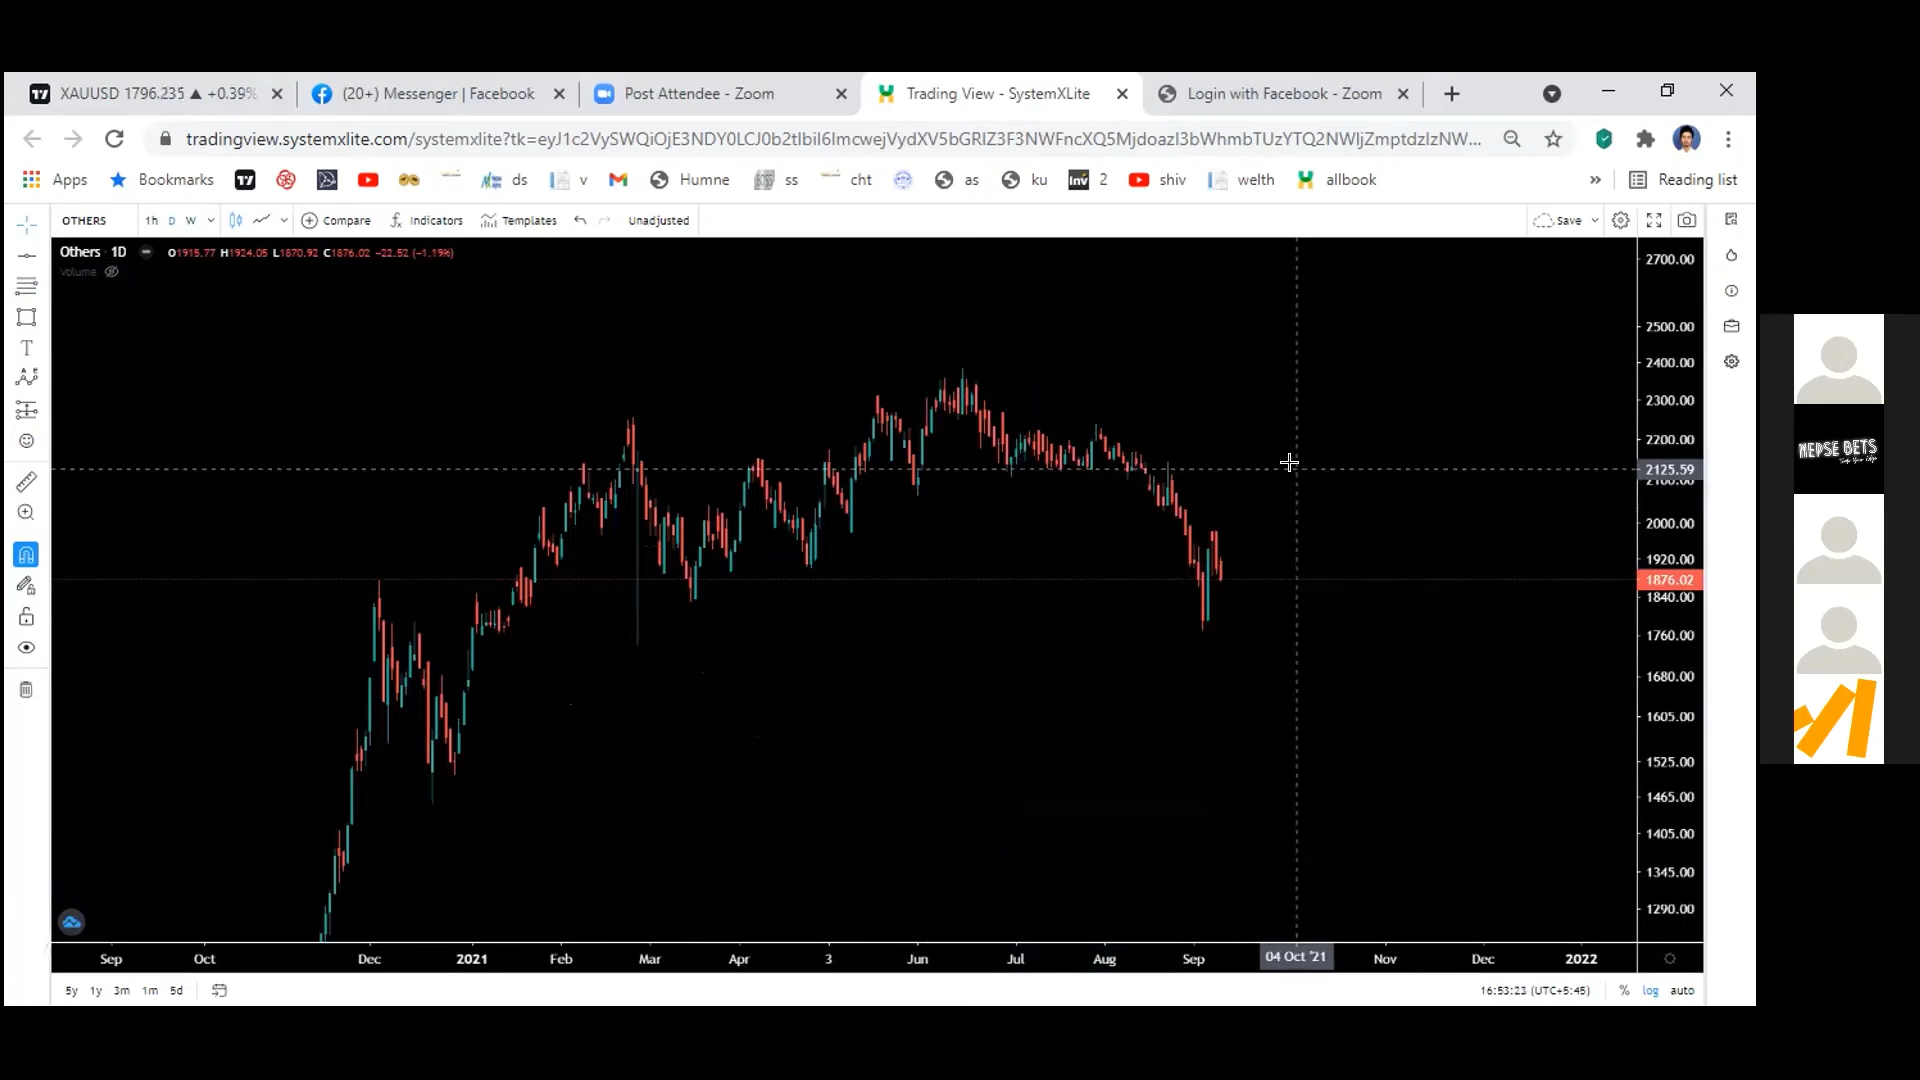 XAUUSD 1796.235 ▲ +0.39%
(20+) Messenger | Facebook
Post Attendee - Zoom
Trading View - SystemXLite
Login with Facebook - Zoom
Apps
Bookmarks
ds
v
Humne
ss
cht
as
ku
2
shiv
welth
allbook
»
Reading list
OTHERS
1h D W
Compare
Indicators
Templates
Unadjusted
Save
Others · 1D
O1915.77 H1924.05 L1870.92 C1876.02 −22.52 (−1.19%)
Volume
2700.00
2500.00
2400.00
2300.00
2200.00
2125.59
2100.00
2000.00
1920.00
1876.02
1840.00
1760.00
1680.00
1605.00
1525.00
1465.00
1405.00
1345.00
1290.00
NEPSE BETS
Sep
Oct
Dec
2021
Feb
Mar
Apr
3
Jun
Jul
Aug
Sep
04 Oct '21
Nov
Dec
2022
5y 1y 3m 1m 5d
16:53:23 (UTC+5:45)
% log auto